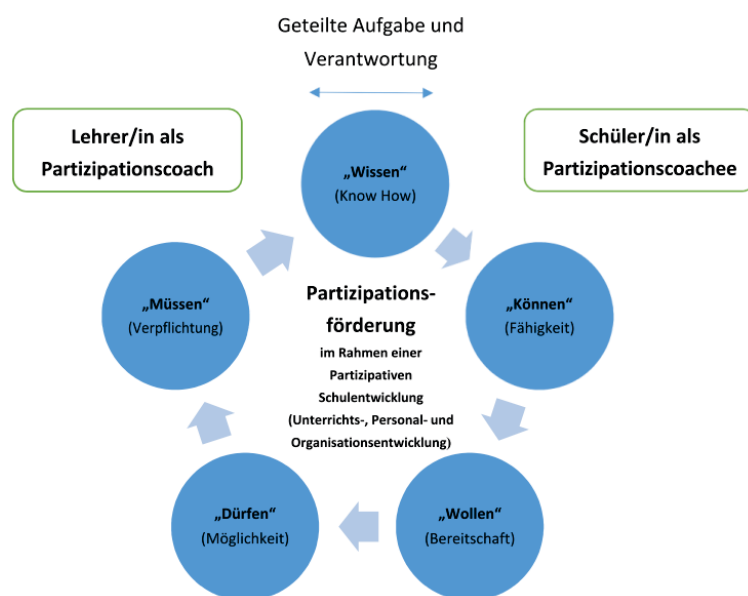 Geteilte Aufgabe und
Verantwortung
Lehrer/in als
Partizipationscoach
Schüler/in als
Partizipationscoachee
„Wissen“
(Know How)
„Müssen“
(Verpflichtung)
„Können“
(Fähigkeit)
Partizipations-
förderung
im Rahmen einer
Partizipativen
Schulentwicklung
(Unterrichts-, Personal- und
Organisationsentwicklung)
„Dürfen“
(Möglichkeit)
„Wollen“
(Bereitschaft)